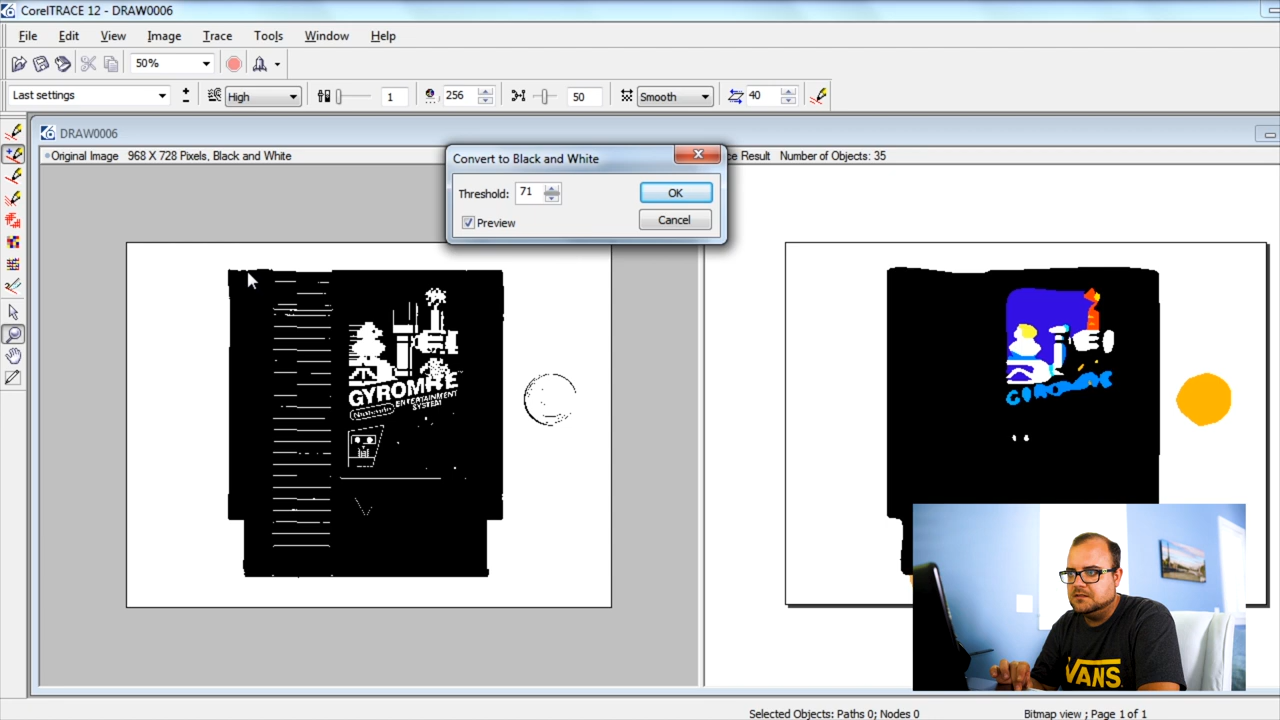 CorelTRACE 12 - DRAW0006
File Edit View Image Trace Tools Window Help
50%
Last settings High 1 256 50 Smooth 40
DRAW0006
Original Image 968 X 728 Pixels, Black and White
ce Result Number of Objects: 35
Convert to Black and White
Threshold: 71 OK
Preview Cancel
GYROMITE
Nintendo ENTERTAINMENT
SYSTEM
GYROMITE
VANS
Selected Objects: Paths 0; Nodes 0 Bitmap view ; Page 1 of 1